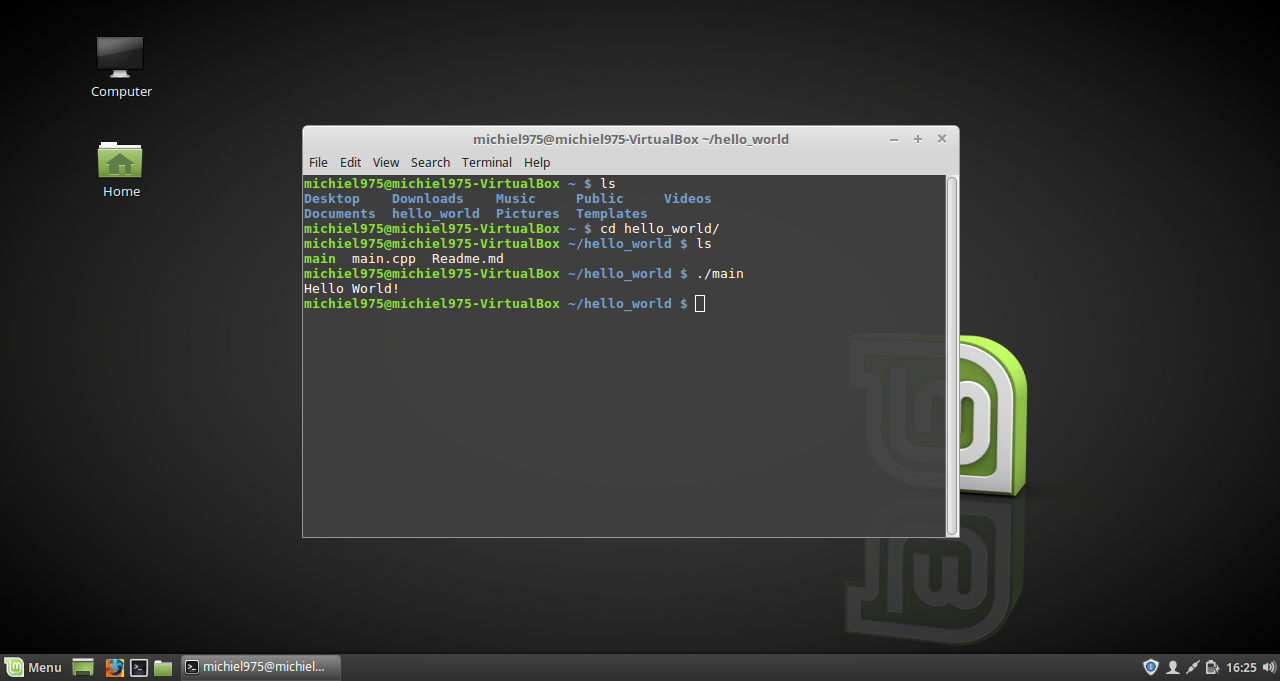 Computer
Home
michiel975@michiel975-VirtualBox ~/hello_world
File Edit View Search Terminal Help
michiel975@michiel975-VirtualBox ~ $ ls
Desktop    Downloads    Music      Public     Videos
Documents  hello_world  Pictures  Templates
michiel975@michiel975-VirtualBox ~ $ cd hello_world/
michiel975@michiel975-VirtualBox ~/hello_world $ ls
main  main.cpp  Readme.md
michiel975@michiel975-VirtualBox ~/hello_world $ ./main
Hello World!
michiel975@michiel975-VirtualBox ~/hello_world $
Menu michiel975@michiel... 16:25